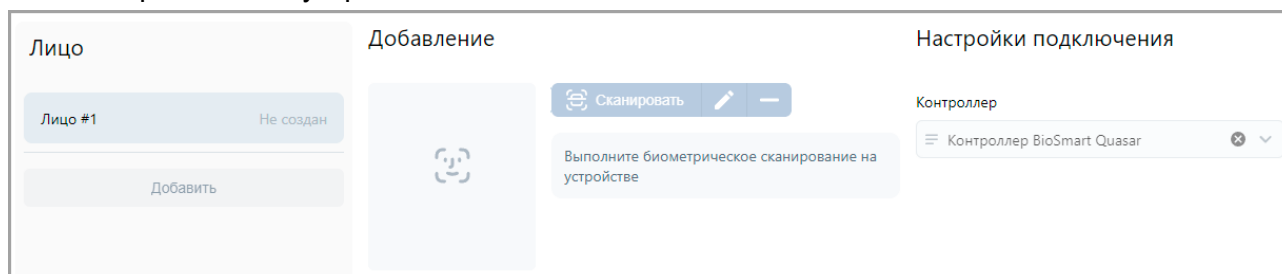 Лицо
Лицо #1
Не создан
Добавить
Добавление
Сканировать
Выполните биометрическое сканирование на
устройстве
Настройки подключения
Контроллер
Контроллер BioSmart Quasar